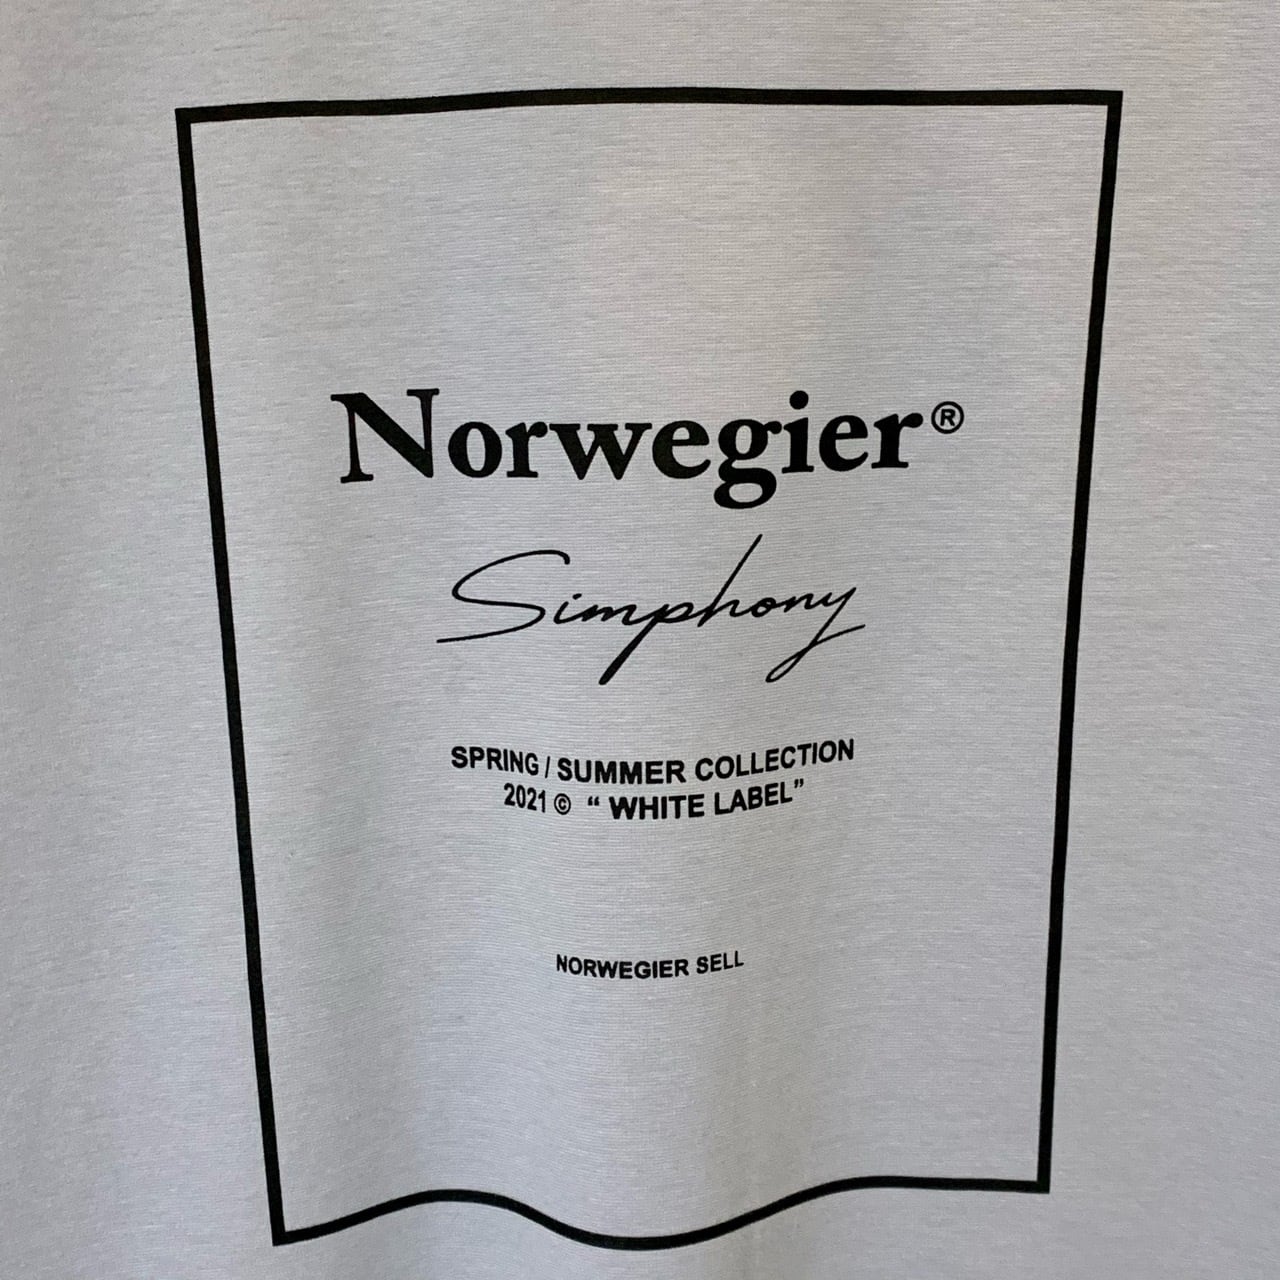 Norwegier®
Simphony
SPRING / SUMMER COLLECTION
2021 © “ WHITE LABEL”
NORWEGIER SELL